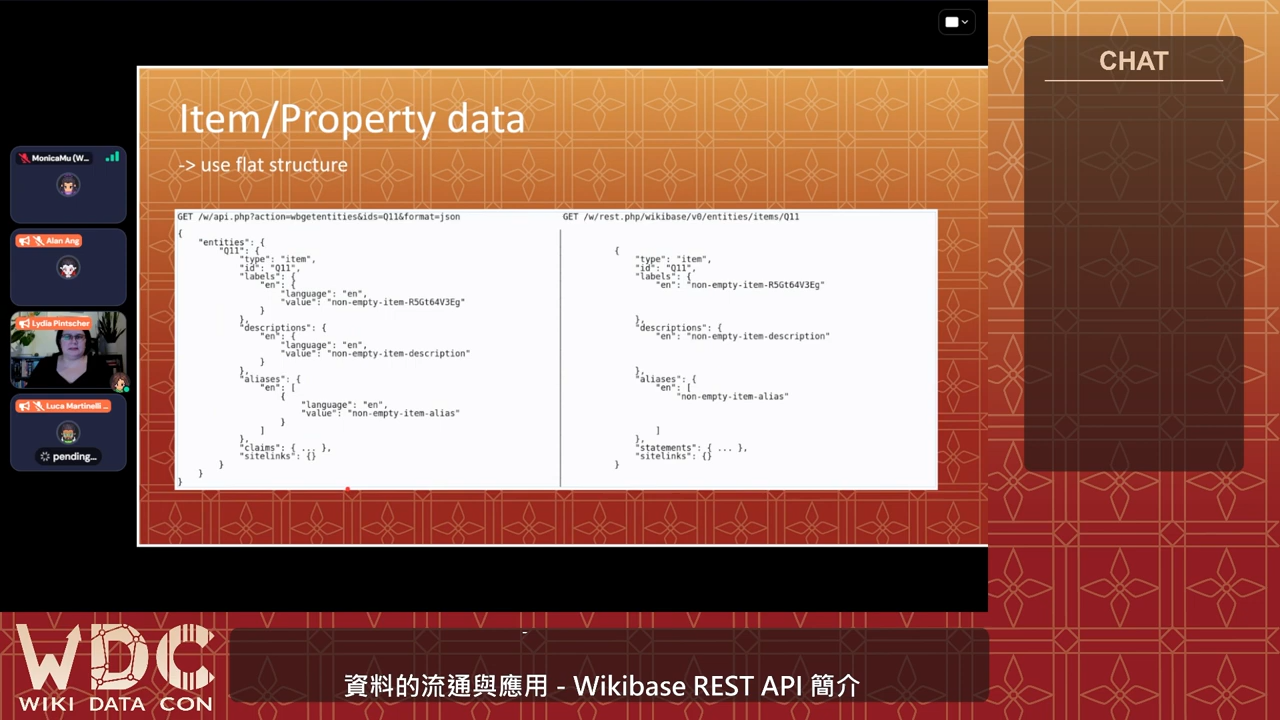 CHAT
Item/Property data
-> use flat structure
MonicaMu (W...
Alan Ang
Lydia Pintscher
Luca Martinelli ...
pending...
GET /w/api.php?action=wbgetentities&ids=Q11&format=json
{
"entities": {
"Q11": {
"type": "item",
"id": "Q11",
"labels": {
"en": {
"language": "en",
"value": "non-empty-item-R5Gt64V3Eg"
}
},
"descriptions": {
"en": {
"language": "en",
"value": "non-empty-item-description"
}
},
"aliases": {
"en": [
{
"language": "en",
"value": "non-empty-item-alias"
}
]
},
"claims": { ... },
"sitelinks": {}
}
}
}
GET /w/rest.php/wikibase/v0/entities/items/Q11
{
"type": "item",
"id": "Q11",
"labels": {
"en": "non-empty-item-R5Gt64V3Eg"
},
"descriptions": {
"en": "non-empty-item-description"
},
"aliases": {
"en": [
"non-empty-item-alias"
]
},
"statements": { ... },
"sitelinks": {}
}
WDC
WIKI DATA CON
-
資料的流通與應用 - Wikibase REST API 簡介